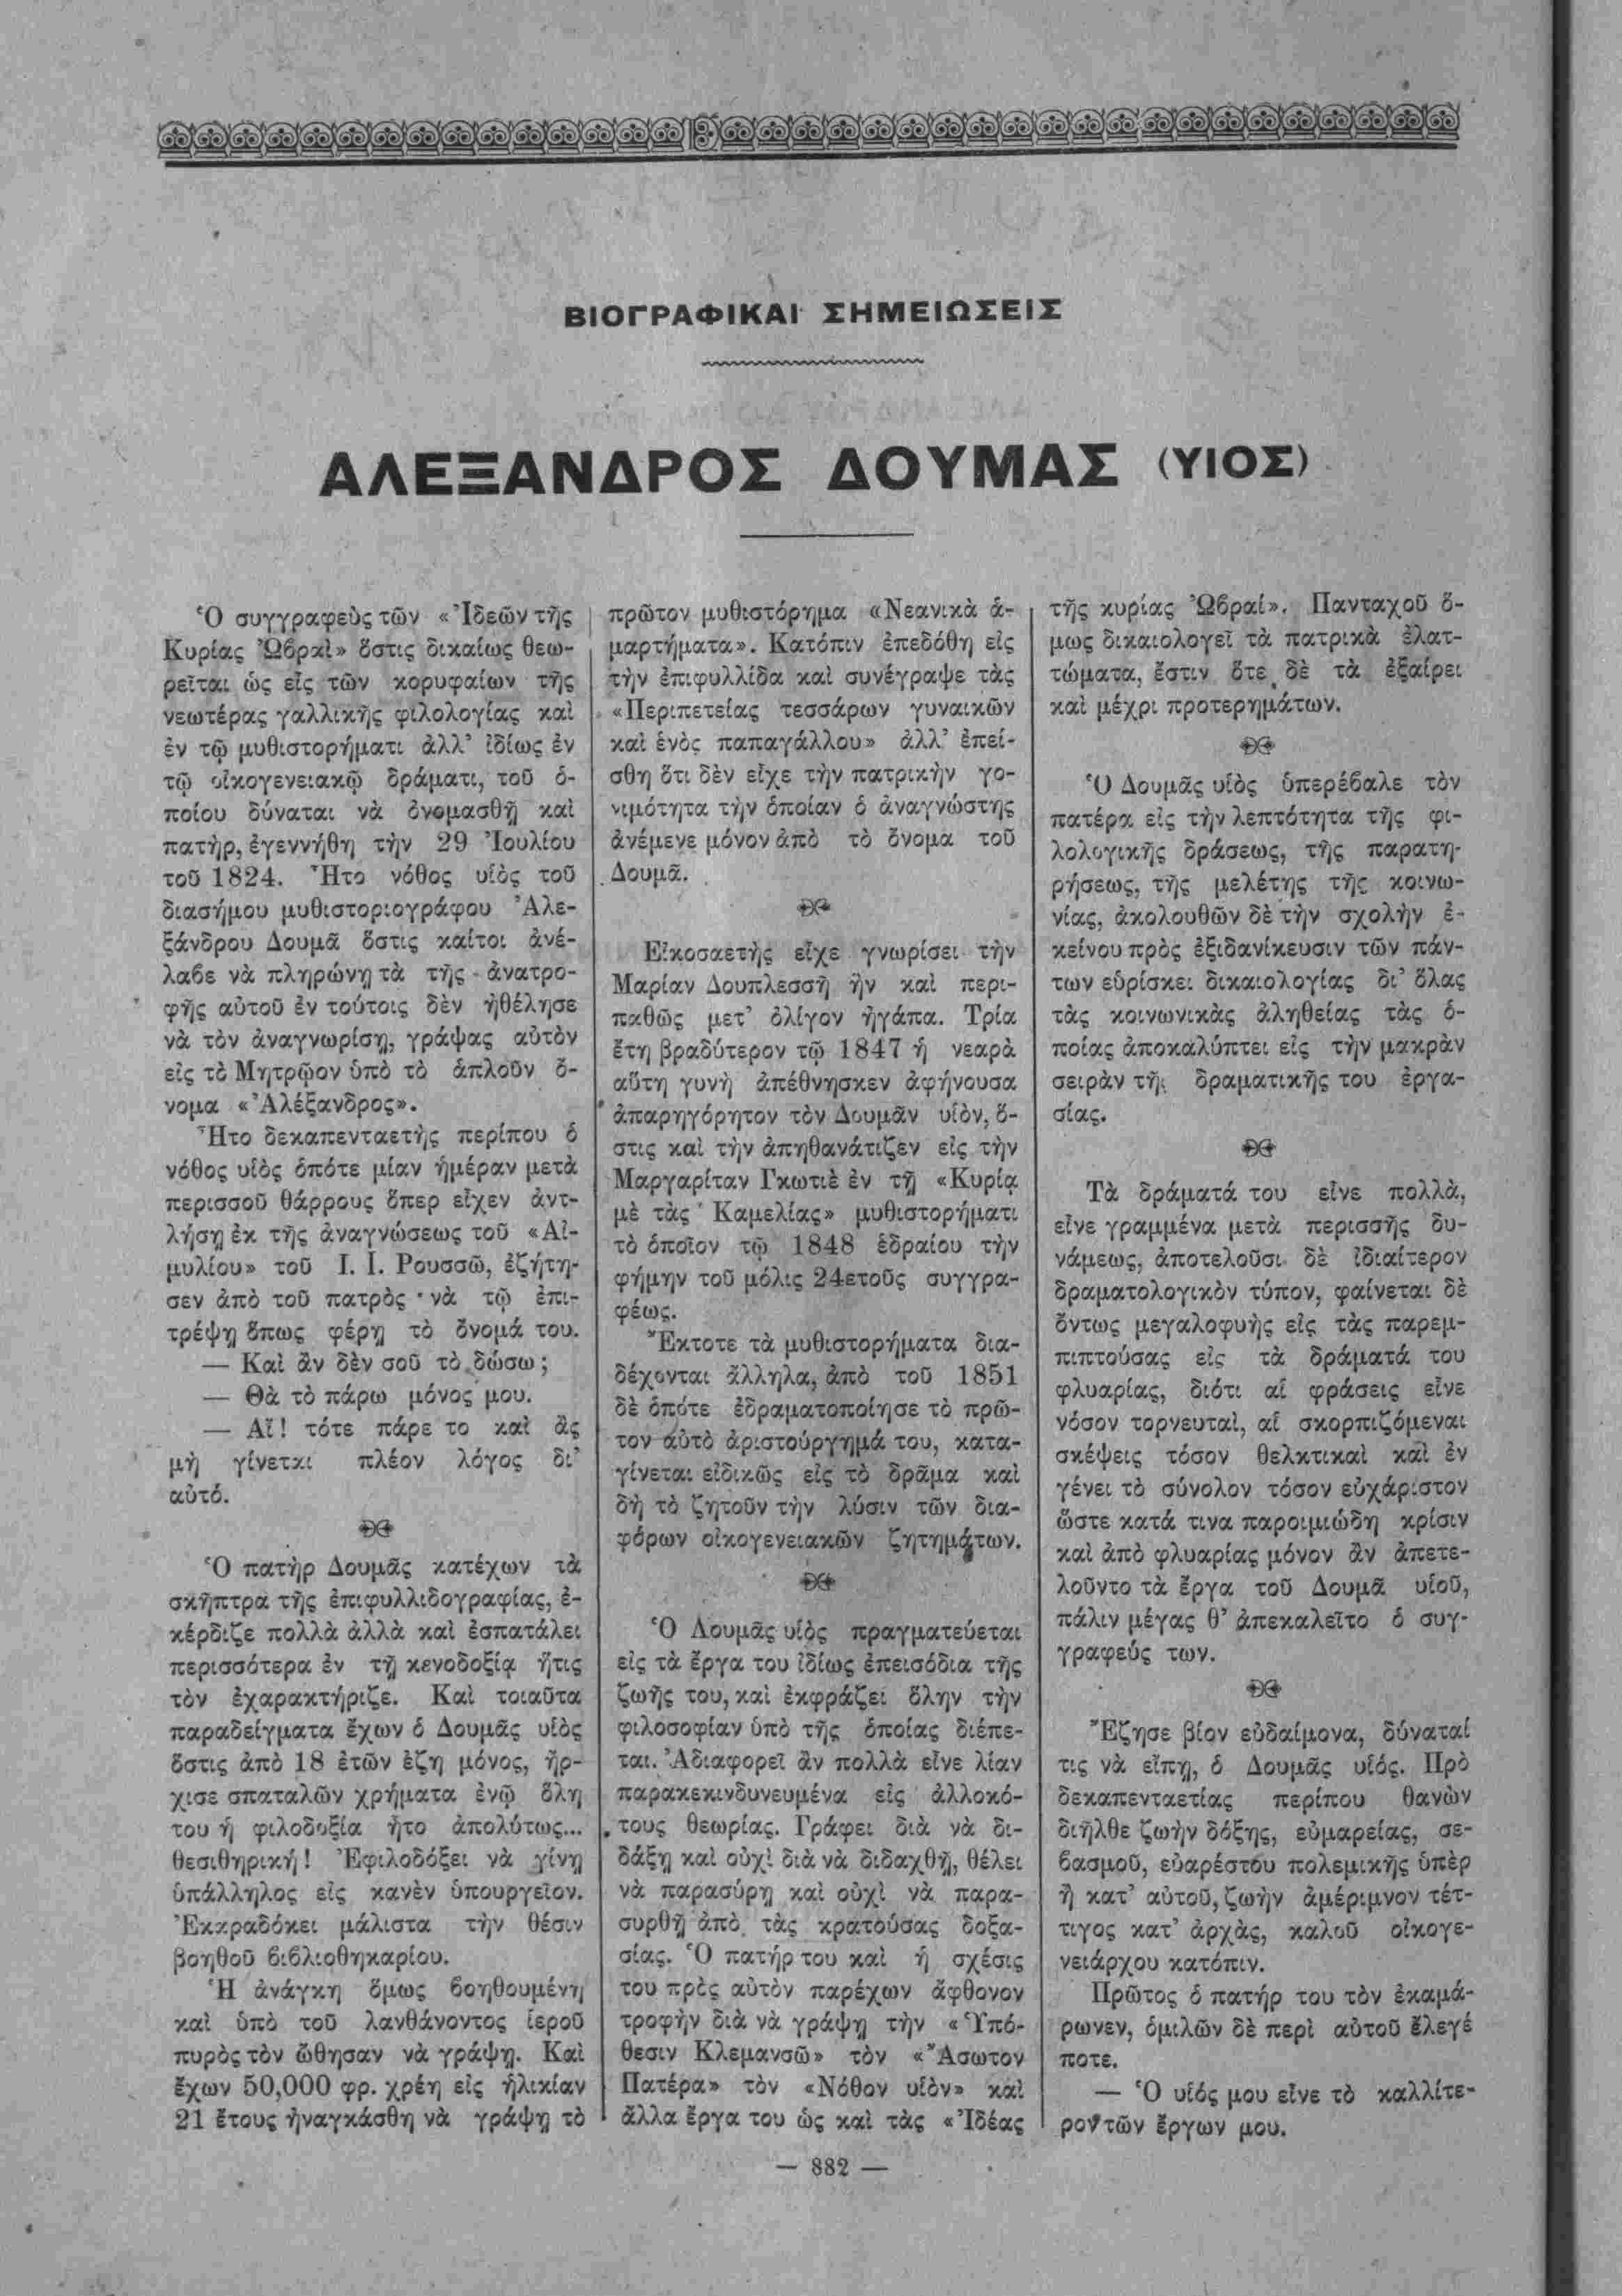 ΒΙΟΓΡΑΦΙΚΑΙ ΣΗΜΕΙΩΣΕΙΣ
ΑΛΕΞΑΝΔΡΟΣ ΔΟΥΜΑΣ (ΥΙΟΣ)
Ὁ συγγραφεὺς τῶν «Ἰδεῶν τῆς
Κυρίας Ὠβραὶ» ὅστις δικαίως θεω-
ρεῖται ὡς εἷς τῶν κορυφαίων τῆς
νεωτέρας γαλλικῆς φιλολογίας καὶ
ἐν τῷ μυθιστορήματι ἀλλ’ ἰδίως ἐν
τῷ οἰκογενειακῷ δράματι, τοῦ ὁ-
ποίου δύναται νὰ ὀνομασθῇ καὶ
πατὴρ, ἐγεννήθη τὴν 29 Ἰουλίου
τοῦ 1824. Ἦτο νόθος υἱὸς τοῦ
διασήμου μυθιστοριογράφου Ἀλε-
ξάνδρου Δουμᾶ ὅστις καίτοι ἀνέ-
λαβε νὰ πληρώνῃ τὰ τῆς ἀνατρο-
φῆς αὐτοῦ ἐν τούτοις δὲν ἠθέλησε
νὰ τὸν ἀναγνωρίσῃ, γράψας αὐτὸν
εἰς τὸ Μητρῷον ὑπὸ τὸ ἁπλοῦν ὄ-
νομα «Ἀλέξανδρος».
Ἦτο δεκαπενταετὴς περίπου ὁ
νόθος υἱὸς ὁπότε μίαν ἡμέραν μετὰ
περισσοῦ θάρρους ὅπερ εἶχεν ἀντ-
λήσῃ ἐκ τῆς ἀναγνώσεως τοῦ «Αἰ-
μυλίου» τοῦ Ι. Ι. Ρουσσῶ, ἐζήτη-
σεν ἀπὸ τοῦ πατρὸς νὰ τῷ ἐπι-
τρέψῃ ὅπως φέρῃ τὸ ὄνομά του.
— Καὶ ἂν δὲν σοῦ τὸ δώσω;
— Θὰ τὸ πάρω μόνος μου.
— Αἴ! τότε πάρε το καὶ ἂς
μὴ γίνεται πλέον λόγος δι’
αὐτό.
Ὁ πατὴρ Δουμᾶς κατέχων τὰ
σκῆπτρα τῆς ἐπιφυλλιδογραφίας, ἐ-
κέρδιζε πολλὰ ἀλλὰ καὶ ἐσπατάλει
περισσότερα ἐν τῇ κενοδοξίᾳ ἥτις
τὸν ἐχαρακτήριζε. Καὶ τοιαῦτα
παραδείγματα ἔχων ὁ Δουμᾶς υἱὸς
ὅστις ἀπὸ 18 ἐτῶν ἔζη μόνος, ἤρ-
χισε σπαταλῶν χρήματα ἐνῷ ὅλη
του ἡ φιλοδοξία ἦτο ἀπολύτως...
θεσιθηρική! Ἐφιλοδόξει νὰ γίνῃ
ὑπάλληλος εἰς κανὲν ὑπουργεῖον.
Ἐκαραδόκει μάλιστα τὴν θέσιν
βοηθοῦ βιβλιοθηκαρίου.
Ἡ ἀνάγκη ὅμως βοηθουμένη
καὶ ὑπὸ τοῦ λανθάνοντος ἱεροῦ
πυρὸς τὸν ὤθησαν νὰ γράψῃ. Καὶ
ἔχων 50,000 φρ. χρέη εἰς ἡλικίαν
21 ἔτους ἠναγκάσθη νὰ γράψῃ τὸ
πρῶτον μυθιστόρημα «Νεανικὰ ἁ-
μαρτήματα». Κατόπιν ἐπεδόθη εἰς
τὴν ἐπιφυλλίδα καὶ συνέγραψε τὰς
«Περιπετείας τεσσάρων γυναικῶν
καὶ ἑνὸς παπαγάλλου» ἀλλ’ ἐπεί-
σθη ὅτι δὲν εἶχε τὴν πατρικὴν γο-
νιμότητα τὴν ὁποίαν ὁ ἀναγνώστης
ἀνέμενε μόνον ἀπὸ τὸ ὄνομα τοῦ
Δουμᾶ.
Εἰκοσαετὴς εἶχε γνωρίσει τὴν
Μαρίαν Δουπλεσσῆ ἣν καὶ περι-
παθῶς μετ’ ὀλίγον ἠγάπα. Τρία
ἔτη βραδύτερον τῷ 1847 ἡ νεαρὰ
αὕτη γυνὴ ἀπέθνησκεν ἀφήνουσα
ἀπαρηγόρητον τὸν Δουμᾶν υἱὸν, ὅ-
στις καὶ τὴν ἀπηθανάτιζεν εἰς τὴν
Μαργαρίταν Γκωτιὲ ἐν τῇ «Κυρίᾳ
μὲ τὰς Καμελίας» μυθιστορήματι
τὸ ὁποῖον τῷ 1848 ἑδραίου τὴν
φήμην τοῦ μόλις 24ετοῦς συγγρα-
φέως.
Ἔκτοτε τὰ μυθιστορήματα δια-
δέχονται ἄλληλα, ἀπὸ τοῦ 1851
δὲ ὁπότε ἐδραματοποίησε τὸ πρῶ-
τον αὐτὸ ἀριστούργημά του, κατα-
γίνεται εἰδικῶς εἰς τὸ δρᾶμα καὶ
δὴ τὸ ζητοῦν τὴν λύσιν τῶν δια-
φόρων οἰκογενειακῶν ζητημάτων.
Ὁ Δουμᾶς υἱὸς πραγματεύεται
εἰς τὰ ἔργα του ἰδίως ἐπεισόδια τῆς
ζωῆς του, καὶ ἐκφράζει ὅλην τὴν
φιλοσοφίαν ὑπὸ τῆς ὁποίας διέπε-
ται. Ἀδιαφορεῖ ἂν πολλὰ εἶνε λίαν
παρακεκινδυνευμένα εἰς ἀλλοκό-
τους θεωρίας. Γράφει διὰ νὰ δι-
δάξῃ καὶ οὐχὶ διὰ νὰ διδαχθῇ, θέλει
νὰ παρασύρῃ καὶ οὐχὶ νὰ παρα-
συρθῇ ἀπὸ τὰς κρατούσας δοξα-
σίας. Ὁ πατήρ του καὶ ἡ σχέσις
του πρὸς αὐτὸν παρέχων ἄφθονον
τροφὴν διὰ νὰ γράψῃ τὴν «Ὑπό-
θεσιν Κλεμανσῶ» τὸν «Ἄσωτον
Πατέρα» τὸν «Νόθον υἱὸν» καὶ
ἄλλα ἔργα του ὡς καὶ τὰς «Ἰδέας
τῆς κυρίας Ὠβραί». Πανταχοῦ ὅ-
μως δικαιολογεῖ τὰ πατρικὰ ἐλατ-
τώματα, ἔστιν ὅτε δὲ τὰ ἐξαίρει
καὶ μέχρι προτερημάτων.
Ὁ Δουμᾶς υἱὸς ὑπερέβαλε τὸν
πατέρα εἰς τὴν λεπτότητα τῆς φι-
λολογικῆς δράσεως, τῆς παρατη-
ρήσεως, τῆς μελέτης τῆς κοινω-
νίας, ἀκολουθῶν δὲ τὴν σχολὴν ἐ-
κείνου πρὸς ἐξιδανίκευσιν τῶν πάν-
των εὑρίσκει δικαιολογίας δι’ ὅλας
τὰς κοινωνικὰς ἀληθείας τὰς ὁ-
ποίας ἀποκαλύπτει εἰς τὴν μακρὰν
σειρὰν τῆς δραματικῆς του ἐργα-
σίας.
Τὰ δράματά του εἶνε πολλὰ,
εἶνε γραμμένα μετὰ περισσῆς δυ-
νάμεως, ἀποτελοῦσι δὲ ἰδιαίτερον
δραματολογικὸν τύπον, φαίνεται δὲ
ὄντως μεγαλοφυὴς εἰς τὰς παρεμ-
πιπτούσας εἰς τὰ δράματά του
φλυαρίας, διότι αἱ φράσεις εἶνε
νόσον τορνευταὶ, αἱ σκορπιζόμεναι
σκέψεις τόσον θελκτικαὶ καὶ ἐν
γένει τὸ σύνολον τόσον εὐχάριστον
ὥστε κατά τινα παροιμιώδη κρίσιν
καὶ ἀπὸ φλυαρίας μόνον ἂν ἀπετε-
λοῦντο τὰ ἔργα τοῦ Δουμᾶ υἱοῦ,
πάλιν μέγας θ’ ἀπεκαλεῖτο ὁ συγ-
γραφεύς των.
Ἔζησε βίον εὐδαίμονα, δύναταί
τις νὰ εἴπῃ, ὁ Δουμᾶς υἱός. Πρὸ
δεκαπενταετίας περίπου θανὼν
διῆλθε ζωὴν δόξης, εὐμαρείας, σε-
βασμοῦ, εὐαρέστου πολεμικῆς ὑπὲρ
ἢ κατ’ αὐτοῦ, ζωὴν ἀμέριμνον τέτ-
τιγος κατ’ ἀρχὰς, καλοῦ οἰκογε-
νειάρχου κατόπιν.
Πρῶτος ὁ πατήρ του τὸν ἐκαμά-
ρωνεν, ὁμιλῶν δὲ περὶ αὐτοῦ ἔλεγέ
ποτε.
— Ὁ υἱός μου εἶνε τὸ καλλίτε-
ρον τῶν ἔργων μου.
— 882 —